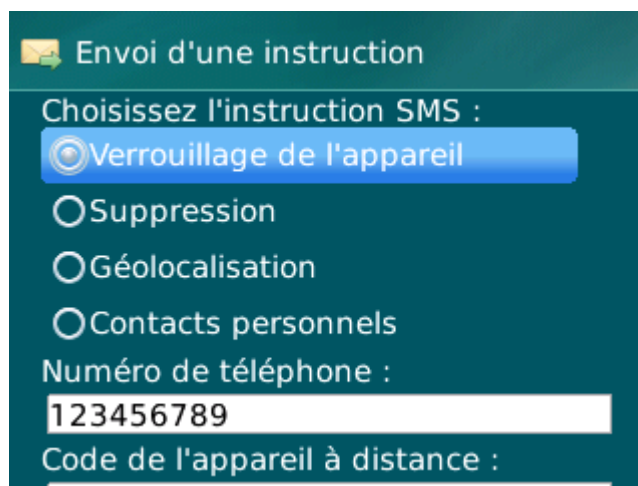 Envoi d'une instruction
Choisissez l'instruction SMS :
Verrouillage de l'appareil
Suppression
Géolocalisation
Contacts personnels
Numéro de téléphone :
123456789
Code de l'appareil à distance :